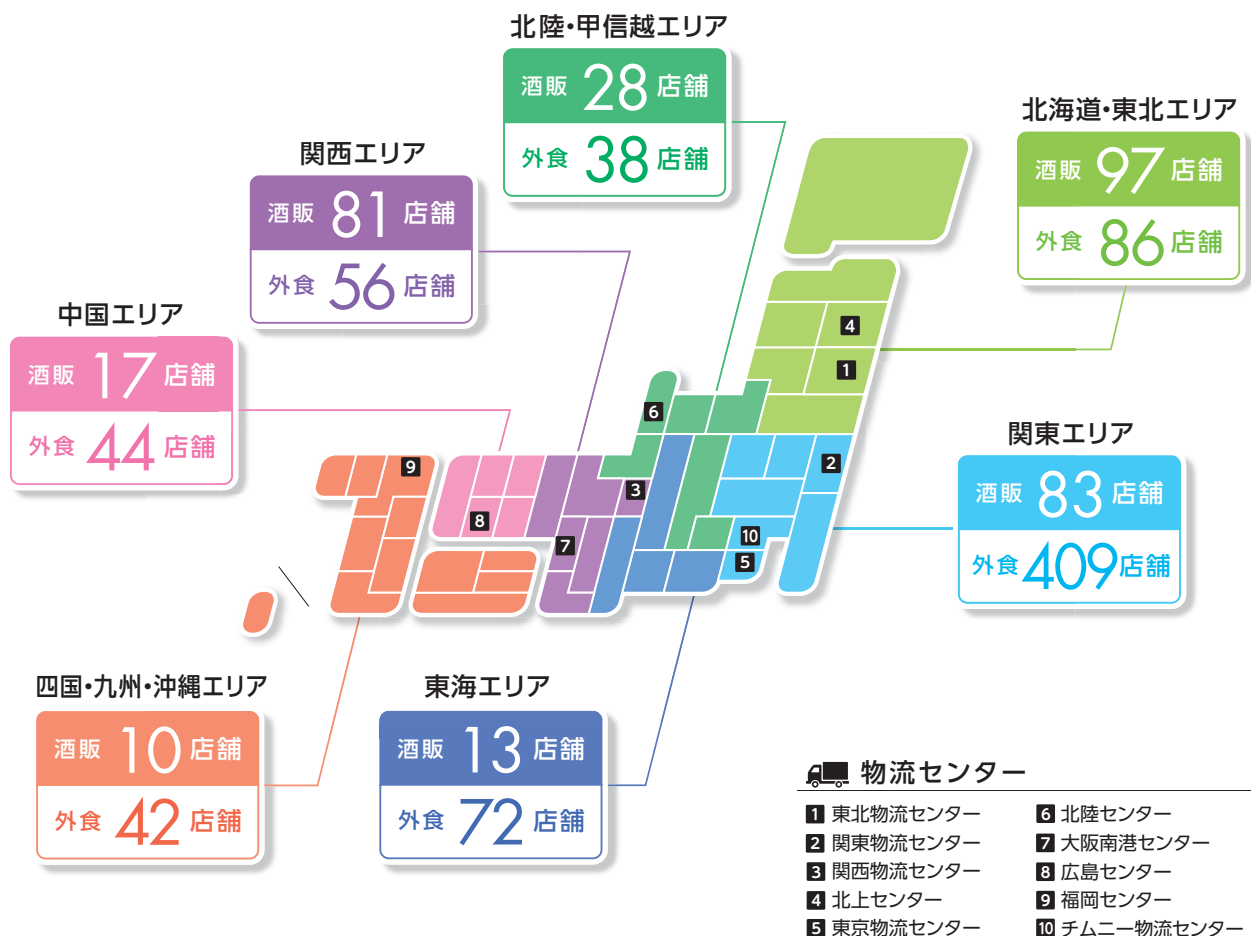 北陸・甲信越エリア
酒販 28 店舗
外食 38 店舗
北海道・東北エリア
酒販 97 店舗
外食 86 店舗
関西エリア
酒販 81 店舗
外食 56 店舗
中国エリア
酒販 17 店舗
外食 44 店舗
関東エリア
酒販 83 店舗
外食 409 店舗
4
1
6
2
9
3
8
10
7
5
四国・九州・沖縄エリア
酒販 10 店舗
外食 42 店舗
東海エリア
酒販 13 店舗
外食 72 店舗
物流センター
1 東北物流センター
2 関東物流センター
3 関西物流センター
4 北上センター
5 東京物流センター
6 北陸センター
7 大阪南港センター
8 広島センター
9 福岡センター
10 チムニー物流センター